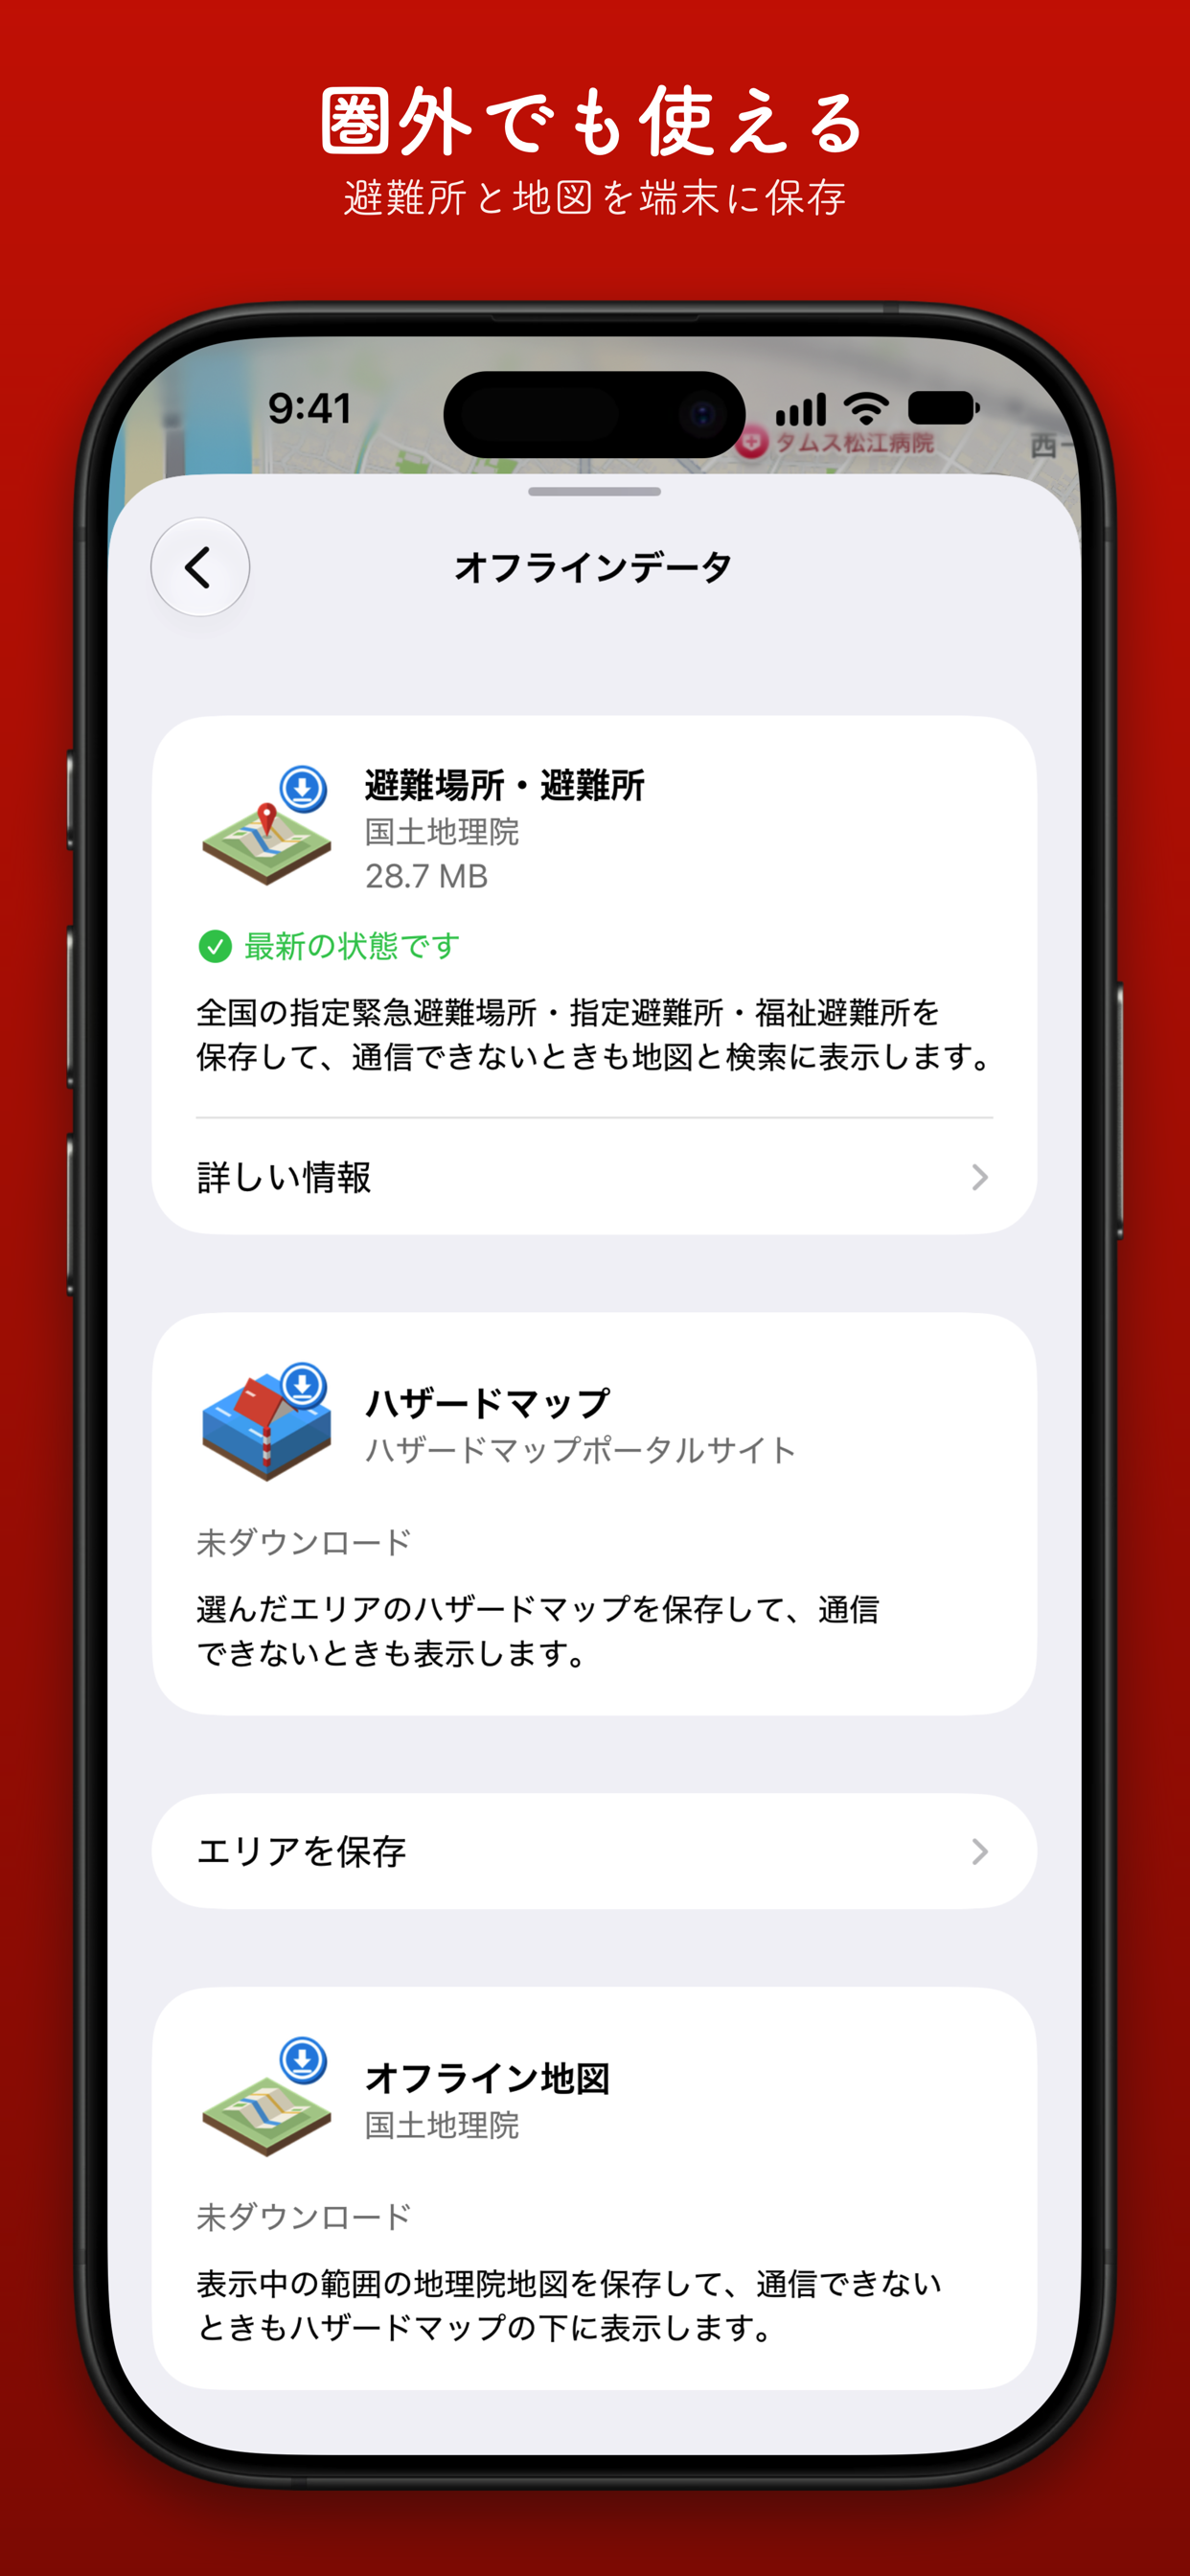 圏外でも使える
避難所と地図を端末に保存
9:41
タムス松江病院
西一
オフラインデータ
避難場所・避難所
国土地理院
28.7 MB
最新の状態です
全国の指定緊急避難場所・指定避難所・福祉避難所を
保存して、通信できないときも地図と検索に表示します。
詳しい情報
ハザードマップ
ハザードマップポータルサイト
未ダウンロード
選んだエリアのハザードマップを保存して、通信
できないときも表示します。
エリアを保存
オフライン地図
国土地理院
未ダウンロード
表示中の範囲の地理院地図を保存して、通信できない
ときもハザードマップの下に表示します。